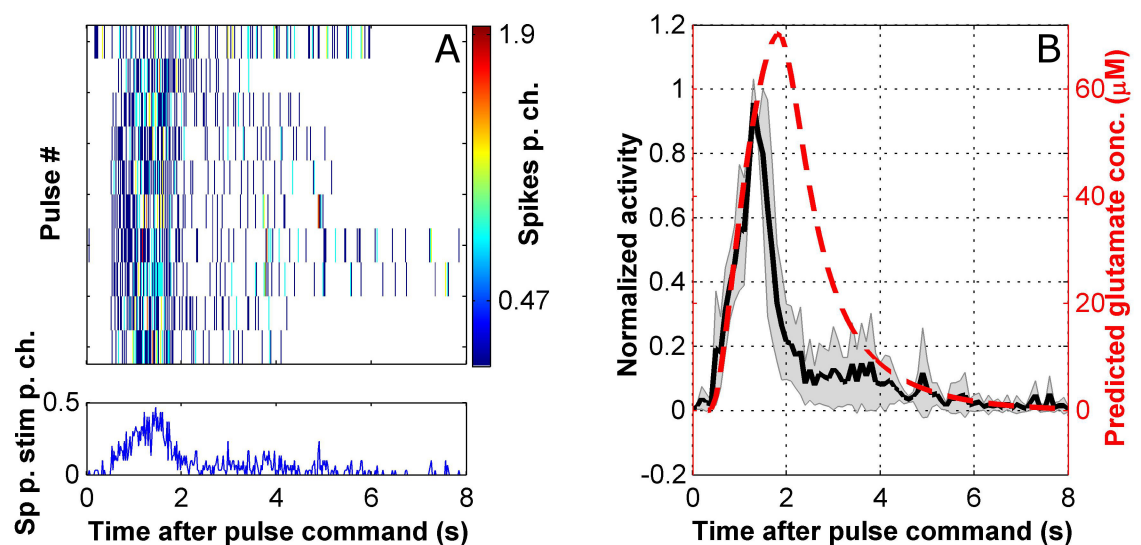 A
Pulse #
1.9
0.47
Spikes p. ch.
0.5
0
Sp p. stim p. ch.
0 2 4 6 8
Time after pulse command (s)
B
1.2
1
0.8
0.6
0.4
0.2
0
-0.2
Normalized activity
60
40
20
0
Predicted glutamate conc. (μM)
0 2 4 6 8
Time after pulse command (s)